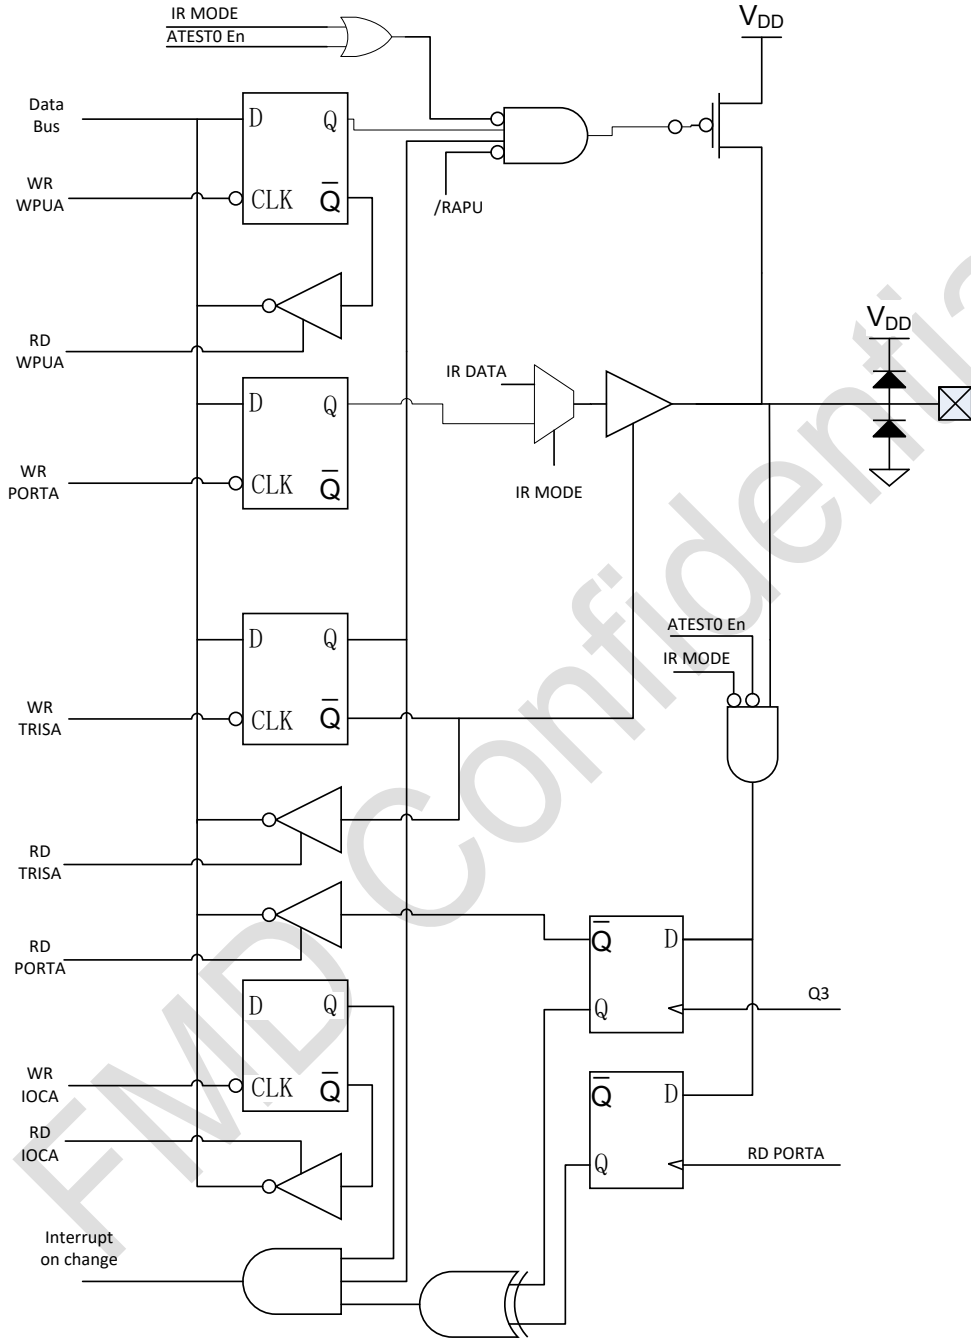 IR MODE
ATEST0 En
VDD
Data
Bus
D
Q
WR
WPUA
CLK
Q
/RAPU
RD
WPUA
VDD
IR DATA
D
Q
WR
PORTA
CLK
Q
IR MODE
ATEST0 En
D
Q
IR MODE
WR
TRISA
CLK
Q
RD
TRISA
RD
PORTA
Q
D
D
Q
Q3
Q
WR
IOCA
CLK
Q
Q
D
RD
IOCA
RD PORTA
Q
Interrupt
on change
FMD Confidentia